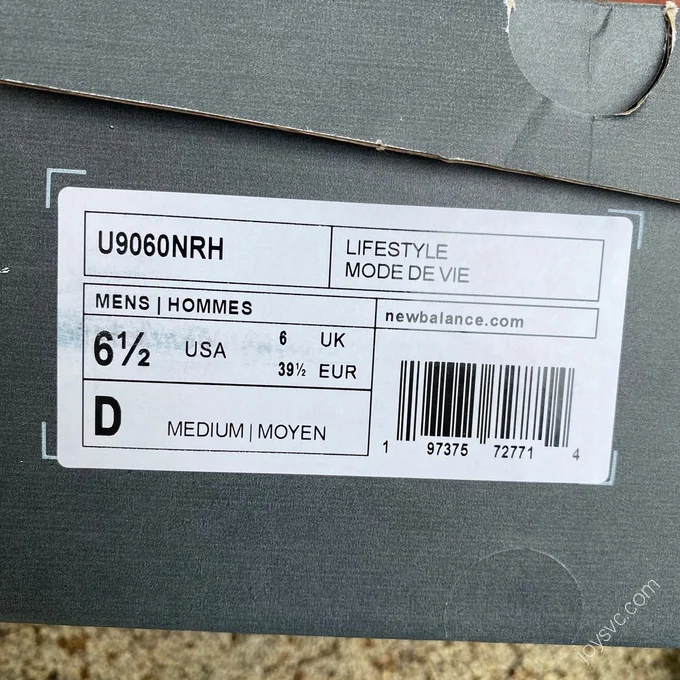 U9060NRH
LIFESTYLE
MODE DE VIE
MENS | HOMMES
newbalance.com
6½ USA
6 UK
39½ EUR
D MEDIUM | MOYEN
1 97375 72771 4
joysvc.com